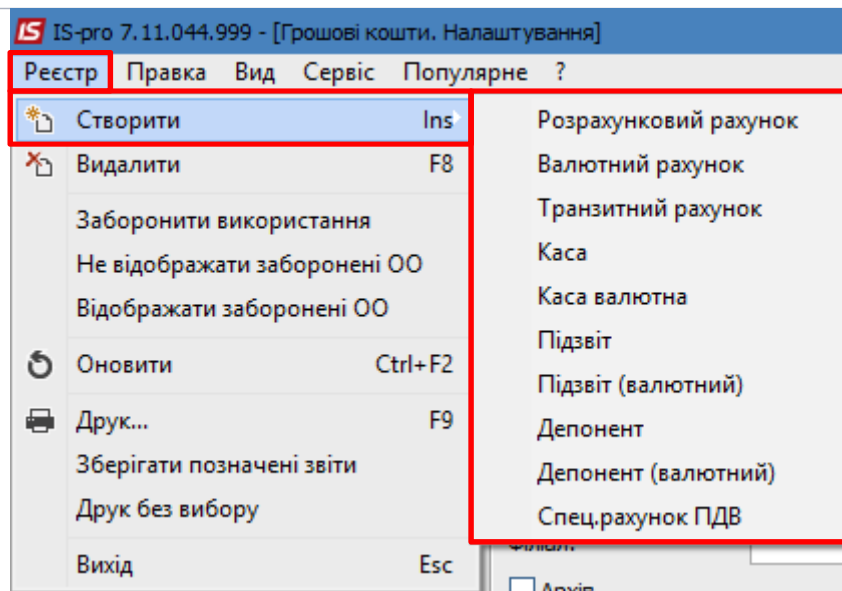 IS IS-pro 7.11.044.999 - [Грошові кошти. Налаштування]
Реєстр Правка Вид Сервіс Популярне ?
Створити Ins
Видалити F8
Заборонити використання
Не відображати заборонені ОО
Відображати заборонені ОО
Оновити Ctrl+F2
Друк... F9
Зберігати позначені звіти
Друк без вибору
Вихід Esc
Розрахунковий рахунок
Валютний рахунок
Транзитний рахунок
Каса
Каса валютна
Підзвіт
Підзвіт (валютний)
Депонент
Депонент (валютний)
Спец.рахунок ПДВ